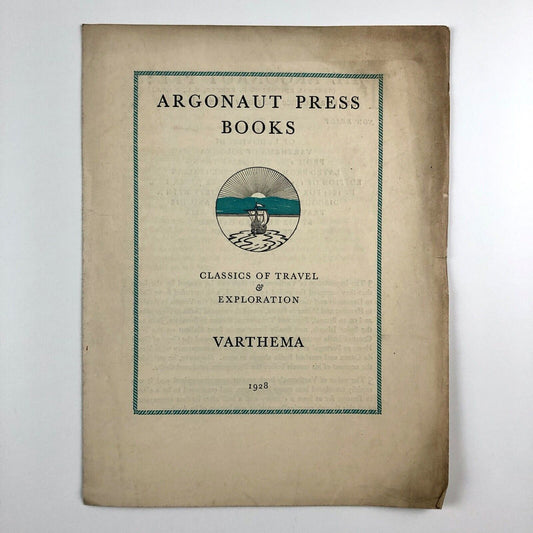 ARGONAUT PRESS
BOOKS
CLASSICS OF TRAVEL
&
EXPLORATION
VARTHEMA
1928